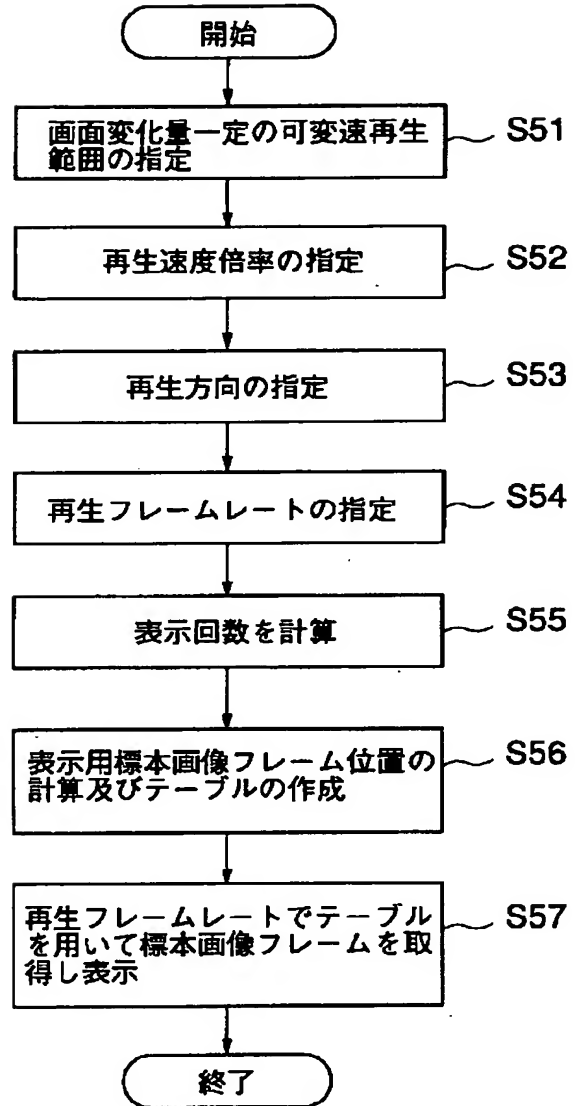 開始
画面変化量一定の可変速再生
範囲の指定
S51
再生速度倍率の指定
S52
再生方向の指定
S53
再生フレームレートの指定
S54
表示回数を計算
S55
表示用標本画像フレーム位置の
計算及びテーブルの作成
S56
再生フレームレートでテーブル
を用いて標本画像フレームを取
得し表示
S57
終了